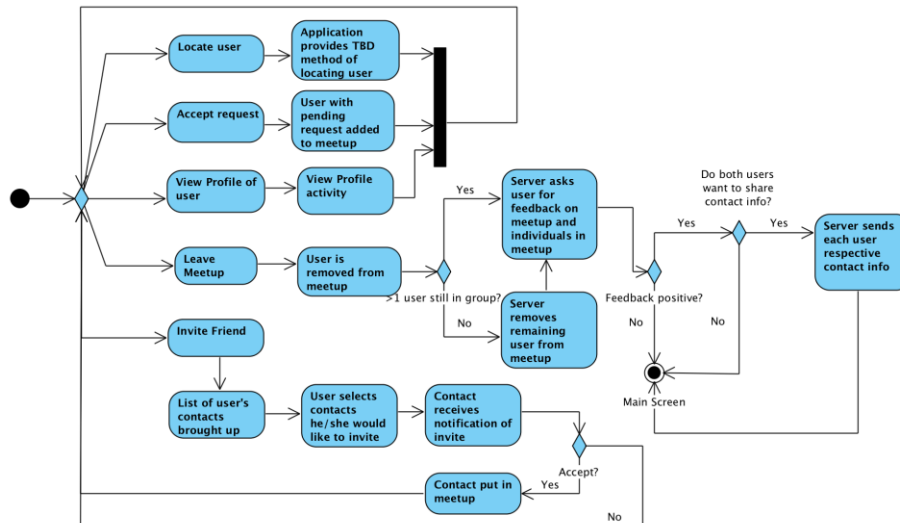 Locate user
Application
provides TBD
method of
locating user
Accept request
User with
pending
request added
to meetup
View Profile of
user
View Profile
activity
Leave
Meetup
User is
removed from
meetup
>1 user still in group?
Yes
No
Server asks
user for
feedback on
meetup and
individuals in
meetup
Server
removes
remaining
user from
meetup
Feedback positive?
Yes
No
Do both users
want to share
contact info?
Yes
No
Server sends
each user
respective
contact info
Main Screen
Invite Friend
List of user's
contacts
brought up
User selects
contacts
he/she would
like to invite
Contact
receives
notification of
invite
Accept?
Yes
No
Contact put in
meetup